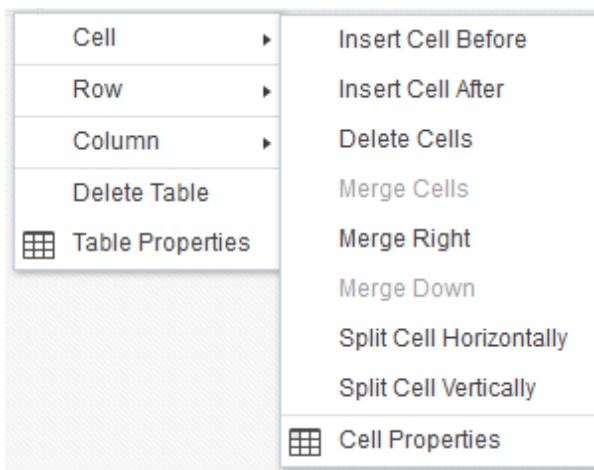 Cell
Row
Column
Delete Table
Table Properties
Insert Cell Before
Insert Cell After
Delete Cells
Merge Cells
Merge Right
Merge Down
Split Cell Horizontally
Split Cell Vertically
Cell Properties